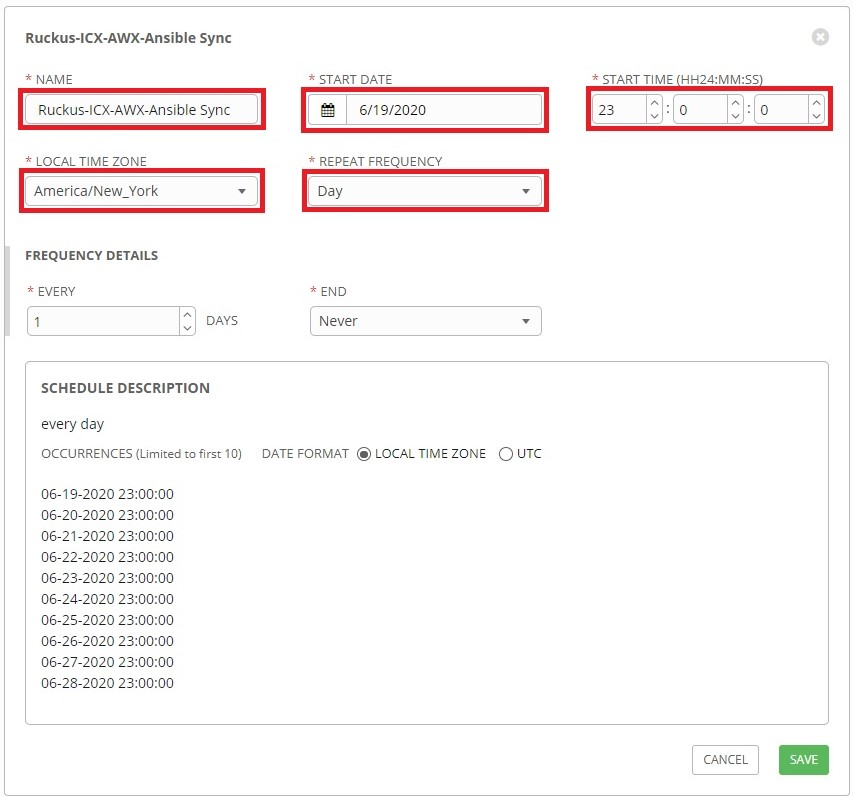 Ruckus-ICX-AWX-Ansible Sync
* NAME * START DATE * START TIME (HH24:MM:SS)
Ruckus-ICX-AWX-Ansible Sync 6/19/2020 23 : 0 : 0
* LOCAL TIME ZONE * REPEAT FREQUENCY
America/New_York Day
FREQUENCY DETAILS
* EVERY * END
1 DAYS Never
SCHEDULE DESCRIPTION
every day
OCCURRENCES (Limited to first 10) DATE FORMAT LOCAL TIME ZONE UTC
06-19-2020 23:00:00
06-20-2020 23:00:00
06-21-2020 23:00:00
06-22-2020 23:00:00
06-23-2020 23:00:00
06-24-2020 23:00:00
06-25-2020 23:00:00
06-26-2020 23:00:00
06-27-2020 23:00:00
06-28-2020 23:00:00
CANCEL SAVE